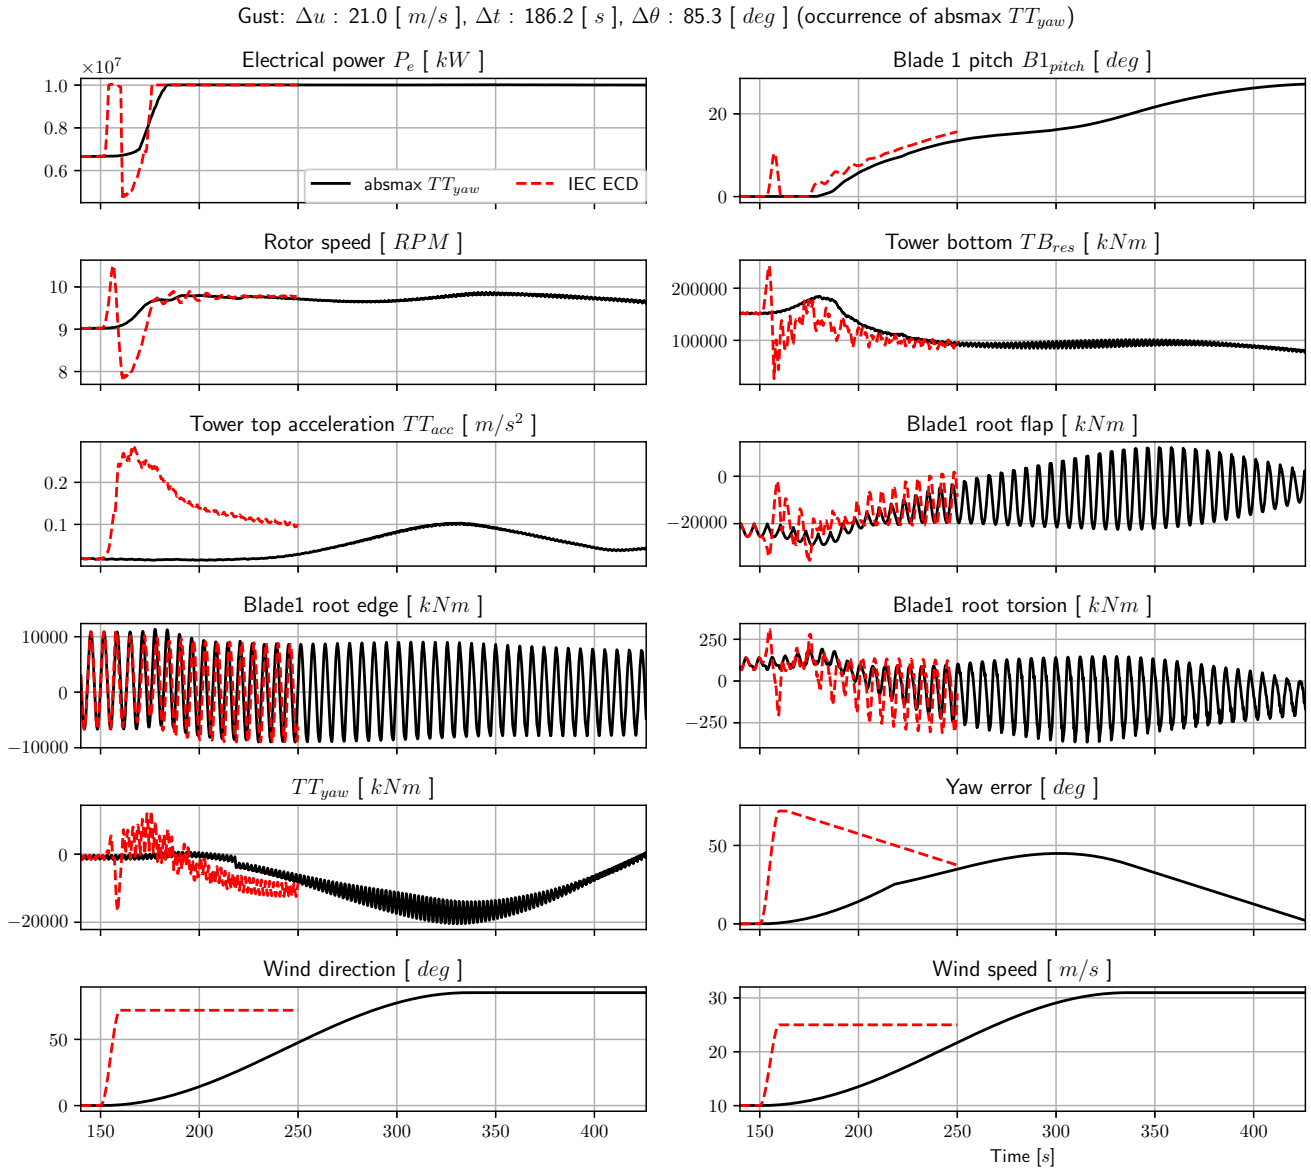 Gust: Δu : 21.0 [ m/s ], Δt : 186.2 [ s ], Δθ : 85.3 [ deg ] (occurrence of absmax TT_yaw)
Electrical power P_e [ kW ]
×10^7
1.0
0.8
0.6
absmax TT_yaw
IEC ECD
Blade 1 pitch B1_pitch [ deg ]
20
0
Rotor speed [ RPM ]
10
9
8
Tower bottom TB_res [ kNm ]
200000
100000
Tower top acceleration TT_acc [ m/s^2 ]
0.2
0.1
Blade1 root flap [ kNm ]
0
−20000
Blade1 root edge [ kNm ]
10000
0
−10000
Blade1 root torsion [ kNm ]
250
0
−250
TT_yaw [ kNm ]
0
−20000
Yaw error [ deg ]
50
0
Wind direction [ deg ]
50
0
150 200 250 300 350 400
Wind speed [ m/s ]
30
20
10
150 200 250 300 350 400
Time [s]